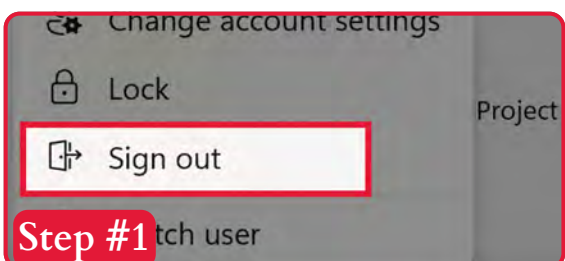 Change account settings
Lock
Project
Sign out
Step #1
tch user